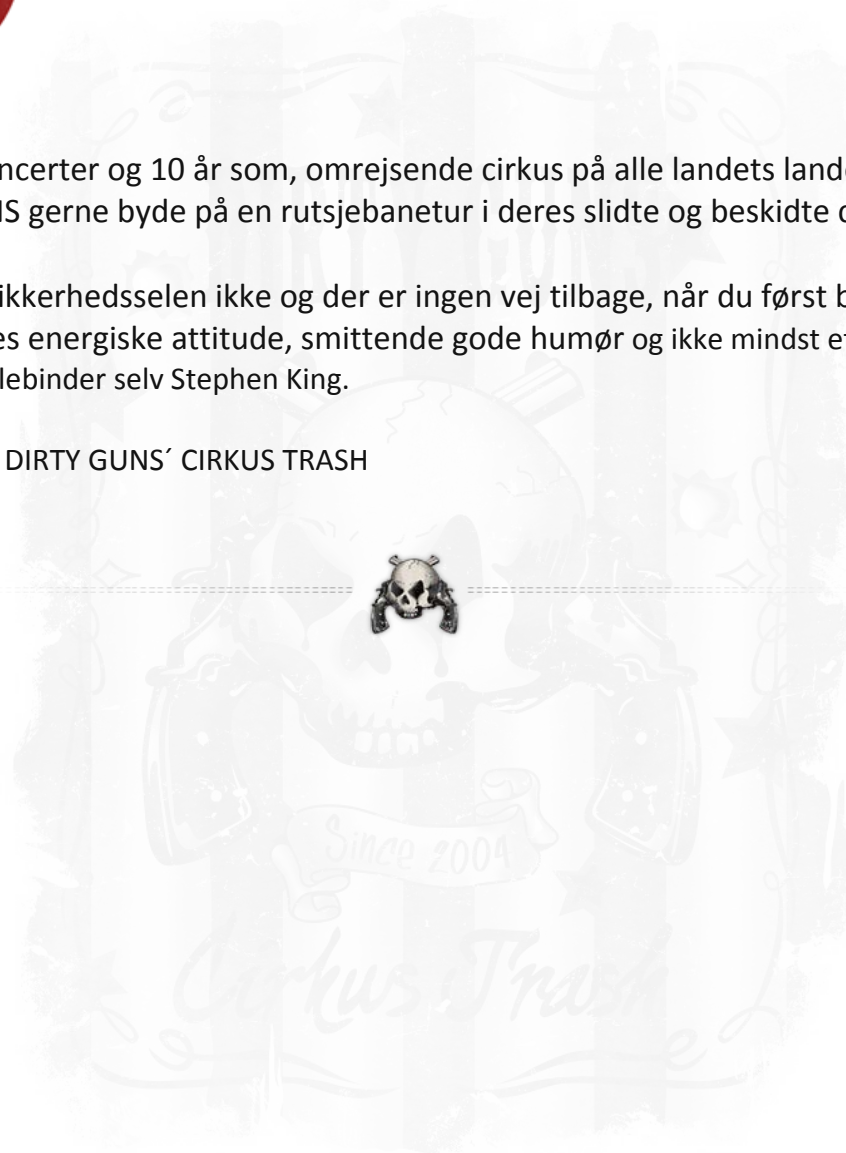 ncerter og 10 år som, omrejsende cirkus på alle landets land
S gerne byde på en rutsjebanetur i deres slidte og beskidte
DIRTY GUNS
ikkerhedsselen ikke og der er ingen vej tilbage, når du først b
es energiske attitude, smittende gode humør og ikke mindst e
lebinder selv Stephen King.
DIRTY GUNS´ CIRKUS TRASH
Since 2004
Cirkus Trash